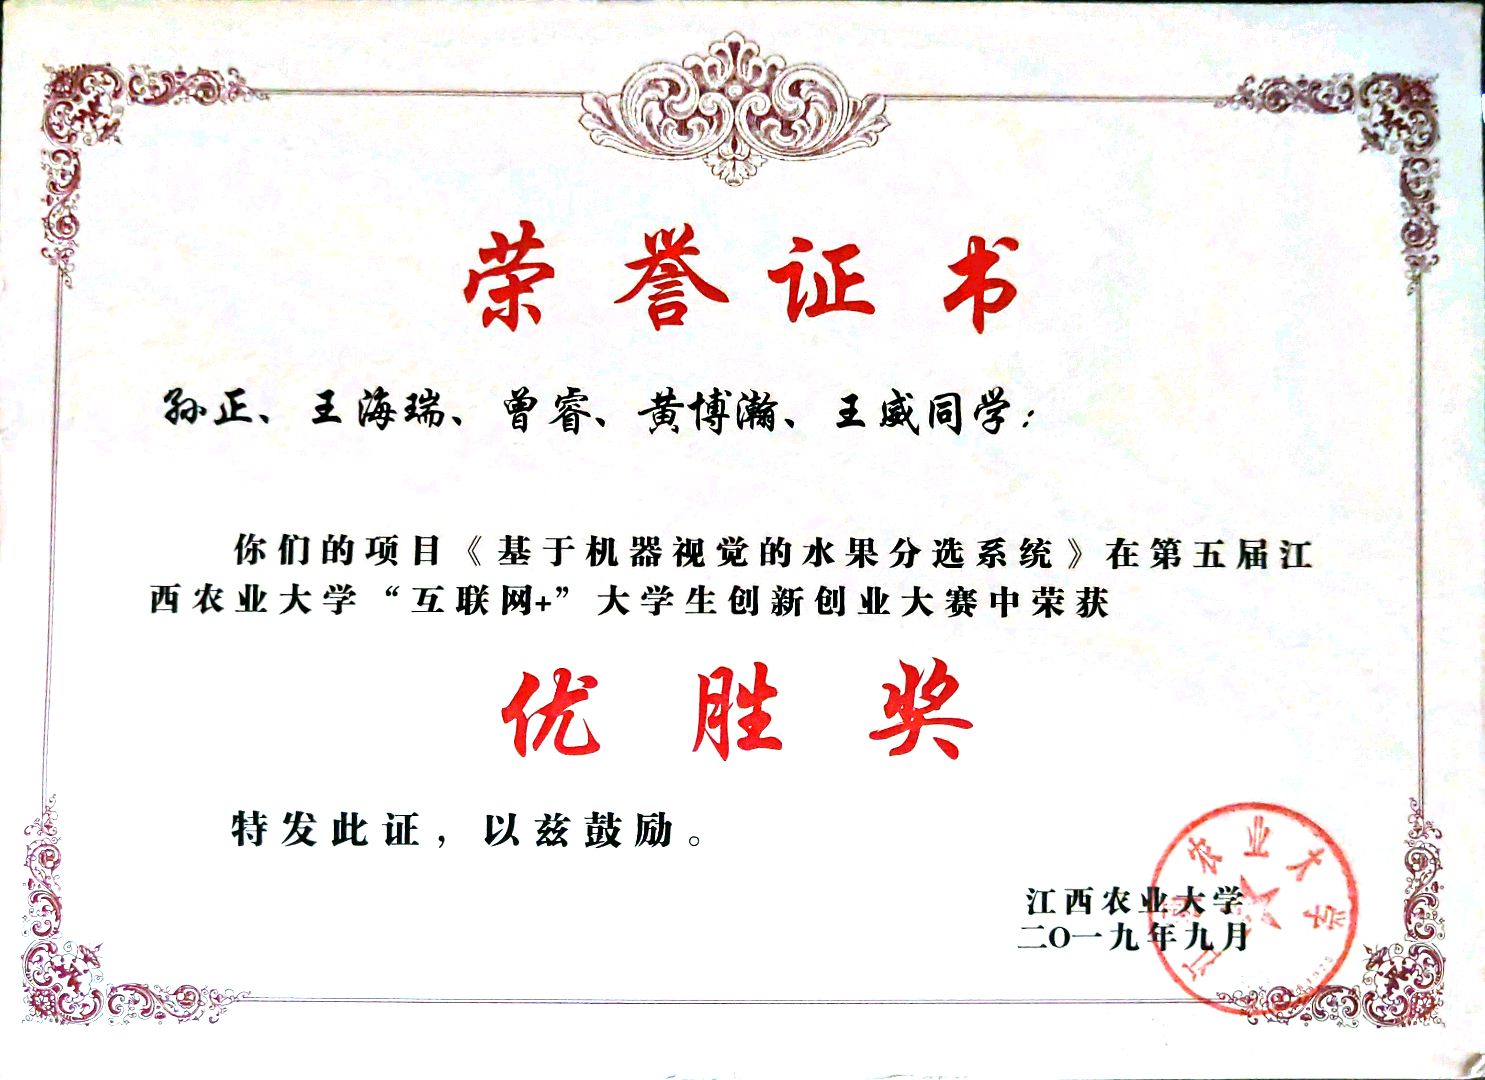 荣誉证书
孙正、王海瑞、曾睿、黄博瀚、王威同学：
你们的项目《基于机器视觉的水果分选系统》在第五届江
西农业大学“互联网+”大学生创新创业大赛中荣获
优胜奖
特发此证，以兹鼓励。
江西农业大学
二O一九年九月
江西农业大学